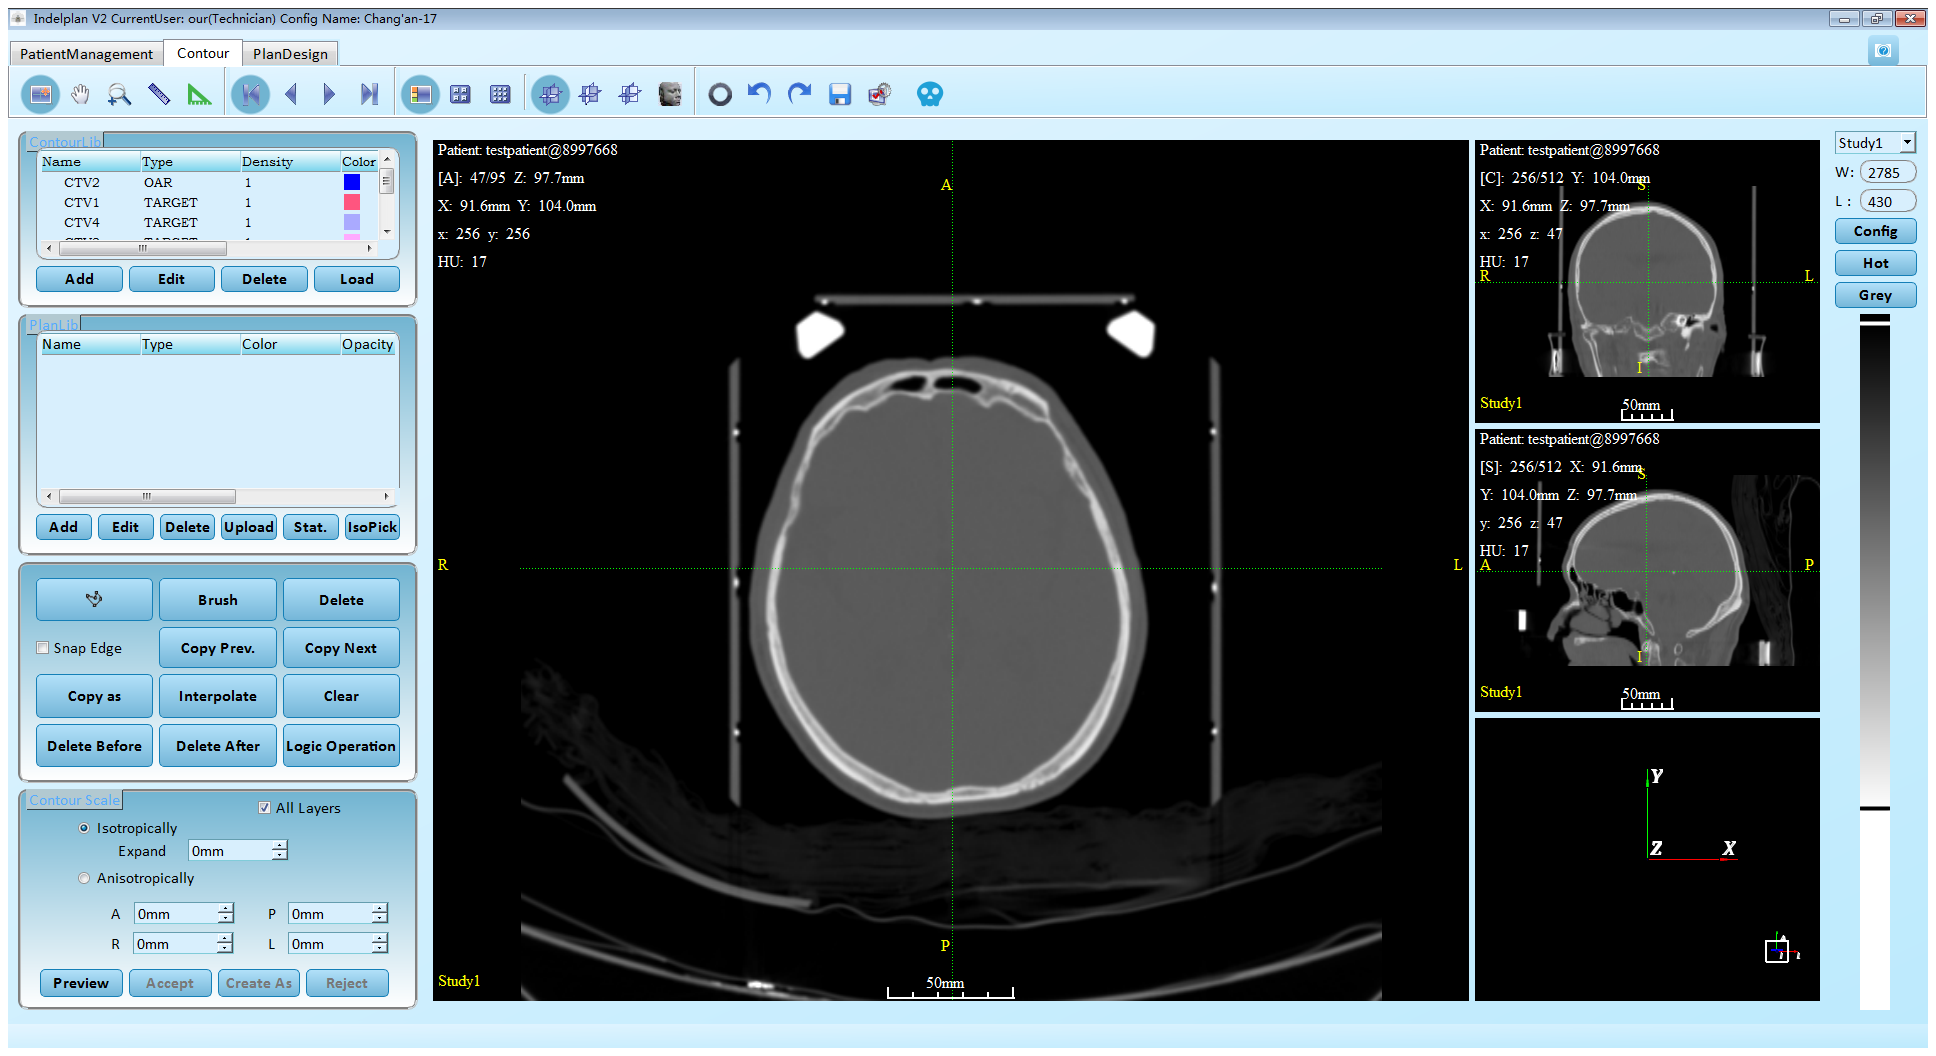 Indelplan V2 CurrentUser: our(Technician) Config Name: Chang'an-17
PatientManagement Contour PlanDesign
ContourLib
Name Type Density Color
CTV2 OAR 1
CTV1 TARGET 1
CTV4 TARGET 1
Add Edit Delete Load
PlanLib
Name Type Color Opacity
Add Edit Delete Upload Stat. IsoPick
Brush Delete
Snap Edge Copy Prev. Copy Next
Copy as Interpolate Clear
Delete Before Delete After Logic Operation
Contour Scale
All Layers
Isotropically
Expand 0mm
Anisotropically
A 0mm P 0mm
R 0mm L 0mm
Preview Accept Create As Reject
Patient: testpatient@8997668
[A]: 47/95 Z: 97.7mm
X: 91.6mm Y: 104.0mm
x: 256 y: 256
HU: 17
A
R
L
P
Study1
50mm
Patient: testpatient@8997668
[C]: 256/512 Y: 104.0mm
S
X: 91.6mm Z: 97.7mm
x: 256 z: 47
HU: 17
R
L
I
Study1
50mm
Patient: testpatient@8997668
[S]: 256/512 X: 91.6mm
S
Y: 104.0mm Z: 97.7mm
y: 256 z: 47
HU: 17
A
P
I
Study1
50mm
Y
Z
X
Study1
W: 2785
L : 430
Config
Hot
Grey